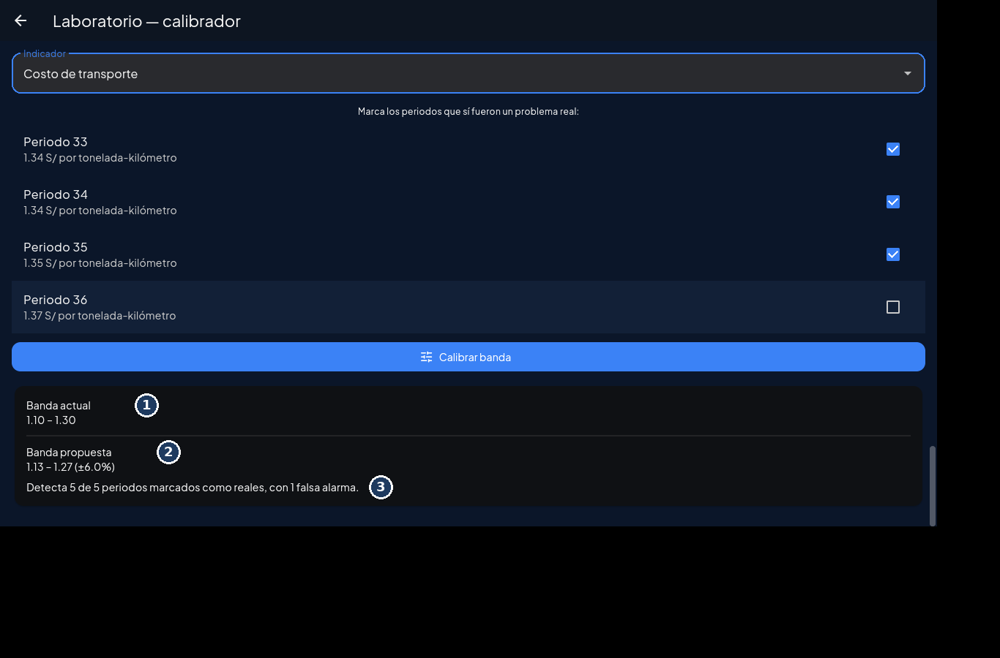 Laboratorio — calibrador
Indicador
Costo de transporte
Marca los periodos que sí fueron un problema real:
Periodo 33
1.34 S/ por tonelada-kilómetro
Periodo 34
1.34 S/ por tonelada-kilómetro
Periodo 35
1.35 S/ por tonelada-kilómetro
Periodo 36
1.37 S/ por tonelada-kilómetro
Calibrar banda
Banda actual 1
1.10 – 1.30
Banda propuesta 2
1.13 – 1.27 (±6.0%)
Detecta 5 de 5 periodos marcados como reales, con 1 falsa alarma. 3